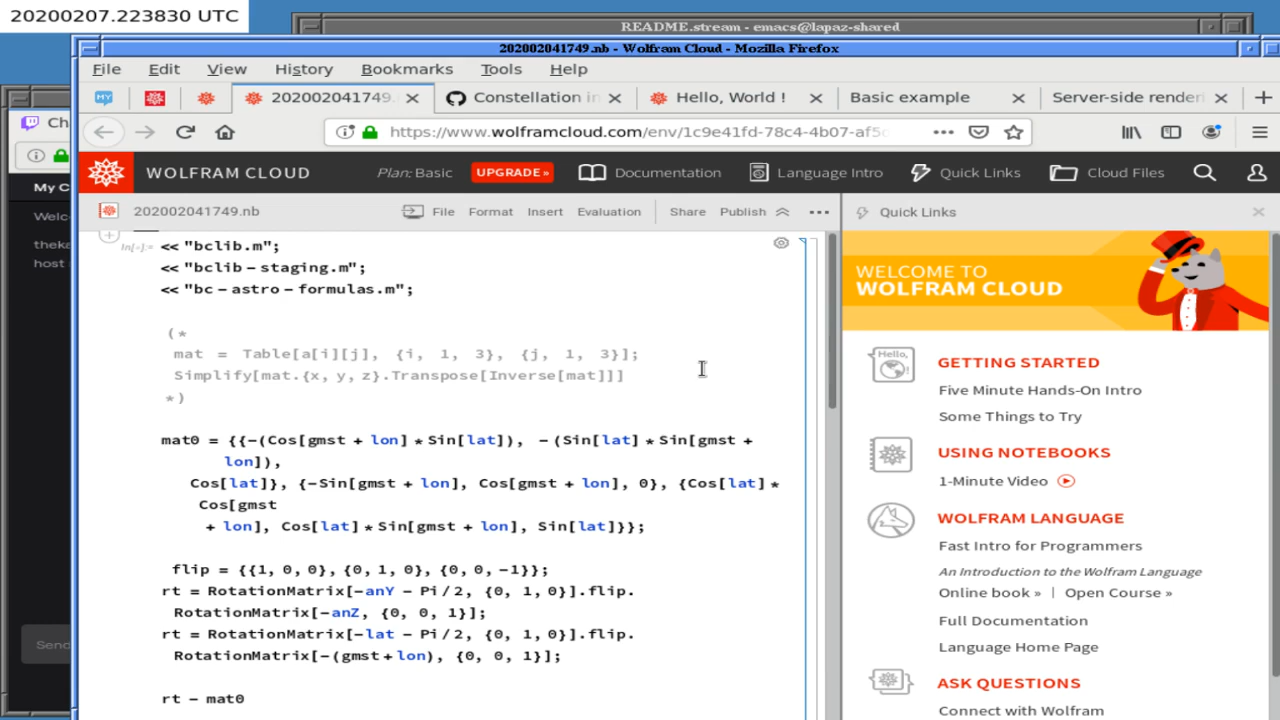 20200207.223830 UTC
README.stream - emacs@lapaz-shared
202002041749.nb - Wolfram Cloud - Mozilla Firefox
File Edit View History Bookmarks Tools Help
MY 202002041749. Constellation in Hello, World ! Basic example Server-side render
Ch
https://www.wolframcloud.com/env/1c9e41fd-78c4-4b07-af5c
WOLFRAM CLOUD Plan: Basic UPGRADE » Documentation Language Intro Quick Links Cloud Files
My C
202002041749.nb File Format Insert Evaluation Share Publish Quick Links
Welc
theka
host
In[-]:= << "bclib.m";
<< "bclib-staging.m";
<< "bc-astro-formulas.m";
(*
mat = Table[a[i][j], {i, 1, 3}, {j, 1, 3}];
Simplify[mat.{x, y, z}.Transpose[Inverse[mat]]]
*)
mat0 = {{-(Cos[gmst + lon]*Sin[lat]), -(Sin[lat]*Sin[gmst +
lon]),
Cos[lat]}, {-Sin[gmst + lon], Cos[gmst + lon], 0}, {Cos[lat]*
Cos[gmst
+ lon], Cos[lat]*Sin[gmst + lon], Sin[lat]}};
flip = {{1, 0, 0}, {0, 1, 0}, {0, 0, -1}};
rt = RotationMatrix[-anY - Pi/2, {0, 1, 0}].flip.
RotationMatrix[-anZ, {0, 0, 1}];
rt = RotationMatrix[-lat - Pi/2, {0, 1, 0}].flip.
RotationMatrix[-(gmst+lon), {0, 0, 1}];
rt - mat0
Send
WELCOME TO
WOLFRAM CLOUD
Hello,
GETTING STARTED
Five Minute Hands-On Intro
Some Things to Try
USING NOTEBOOKS
1-Minute Video
WOLFRAM LANGUAGE
Fast Intro for Programmers
An Introduction to the Wolfram Language
Online book » | Open Course »
Full Documentation
Language Home Page
ASK QUESTIONS
Connect with Wolfram